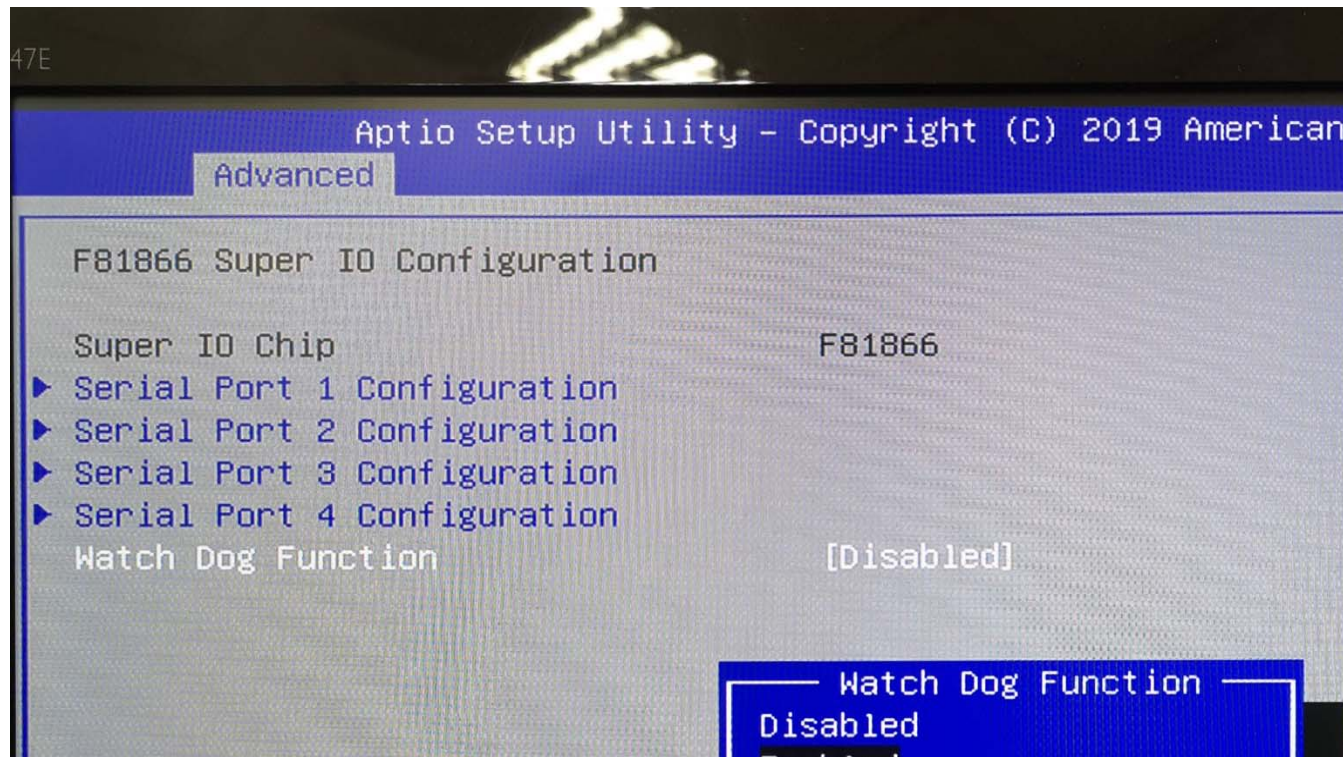 47E
Aptio Setup Utility – Copyright (C) 2019 American
Advanced
F81866 Super IO Configuration
Super IO Chip F81866
Serial Port 1 Configuration
Serial Port 2 Configuration
Serial Port 3 Configuration
Serial Port 4 Configuration
Watch Dog Function [Disabled]
Watch Dog Function
Disabled